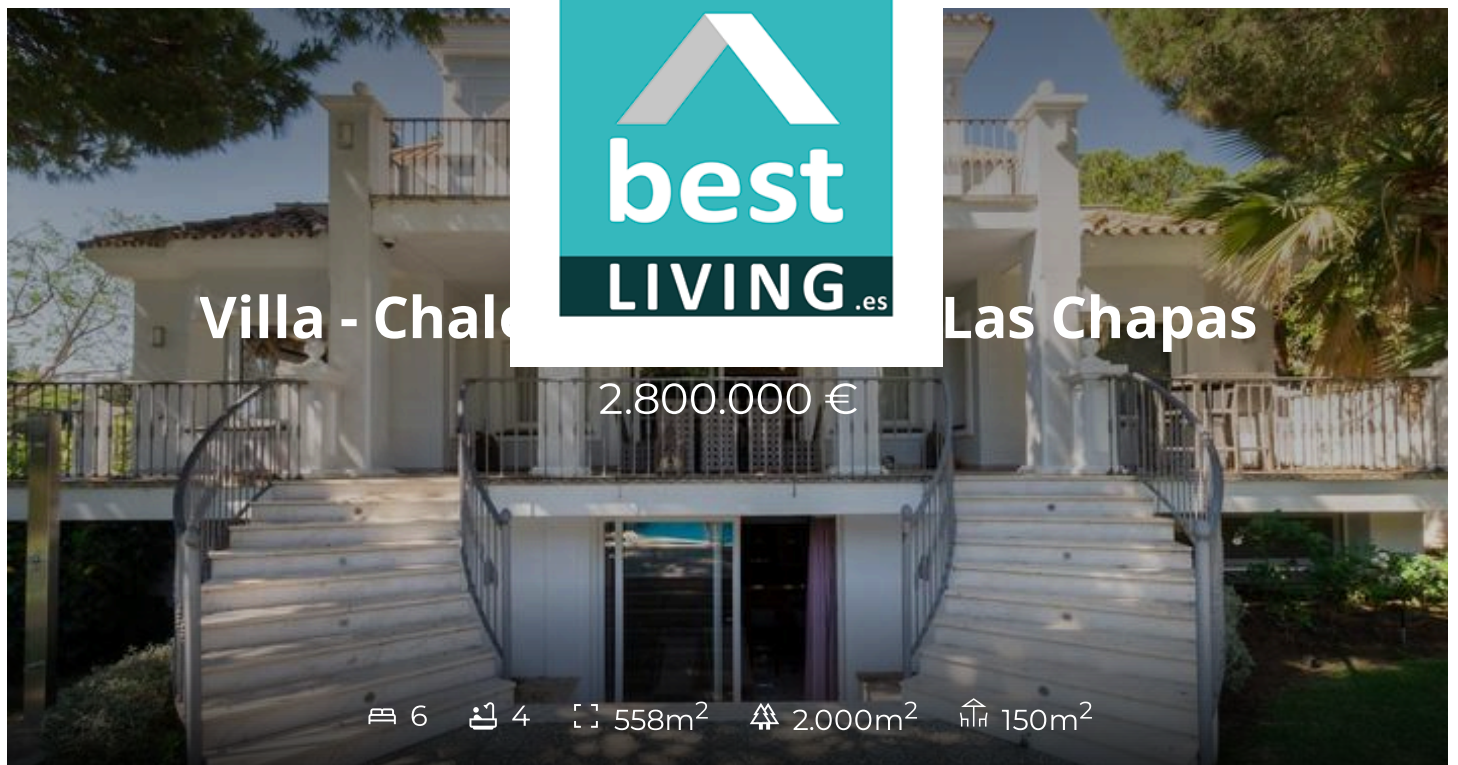 best
LIVING.es
Villa - Chal Las Chapas
2.800.000 €
6 4 558m² 2.000m² 150m²